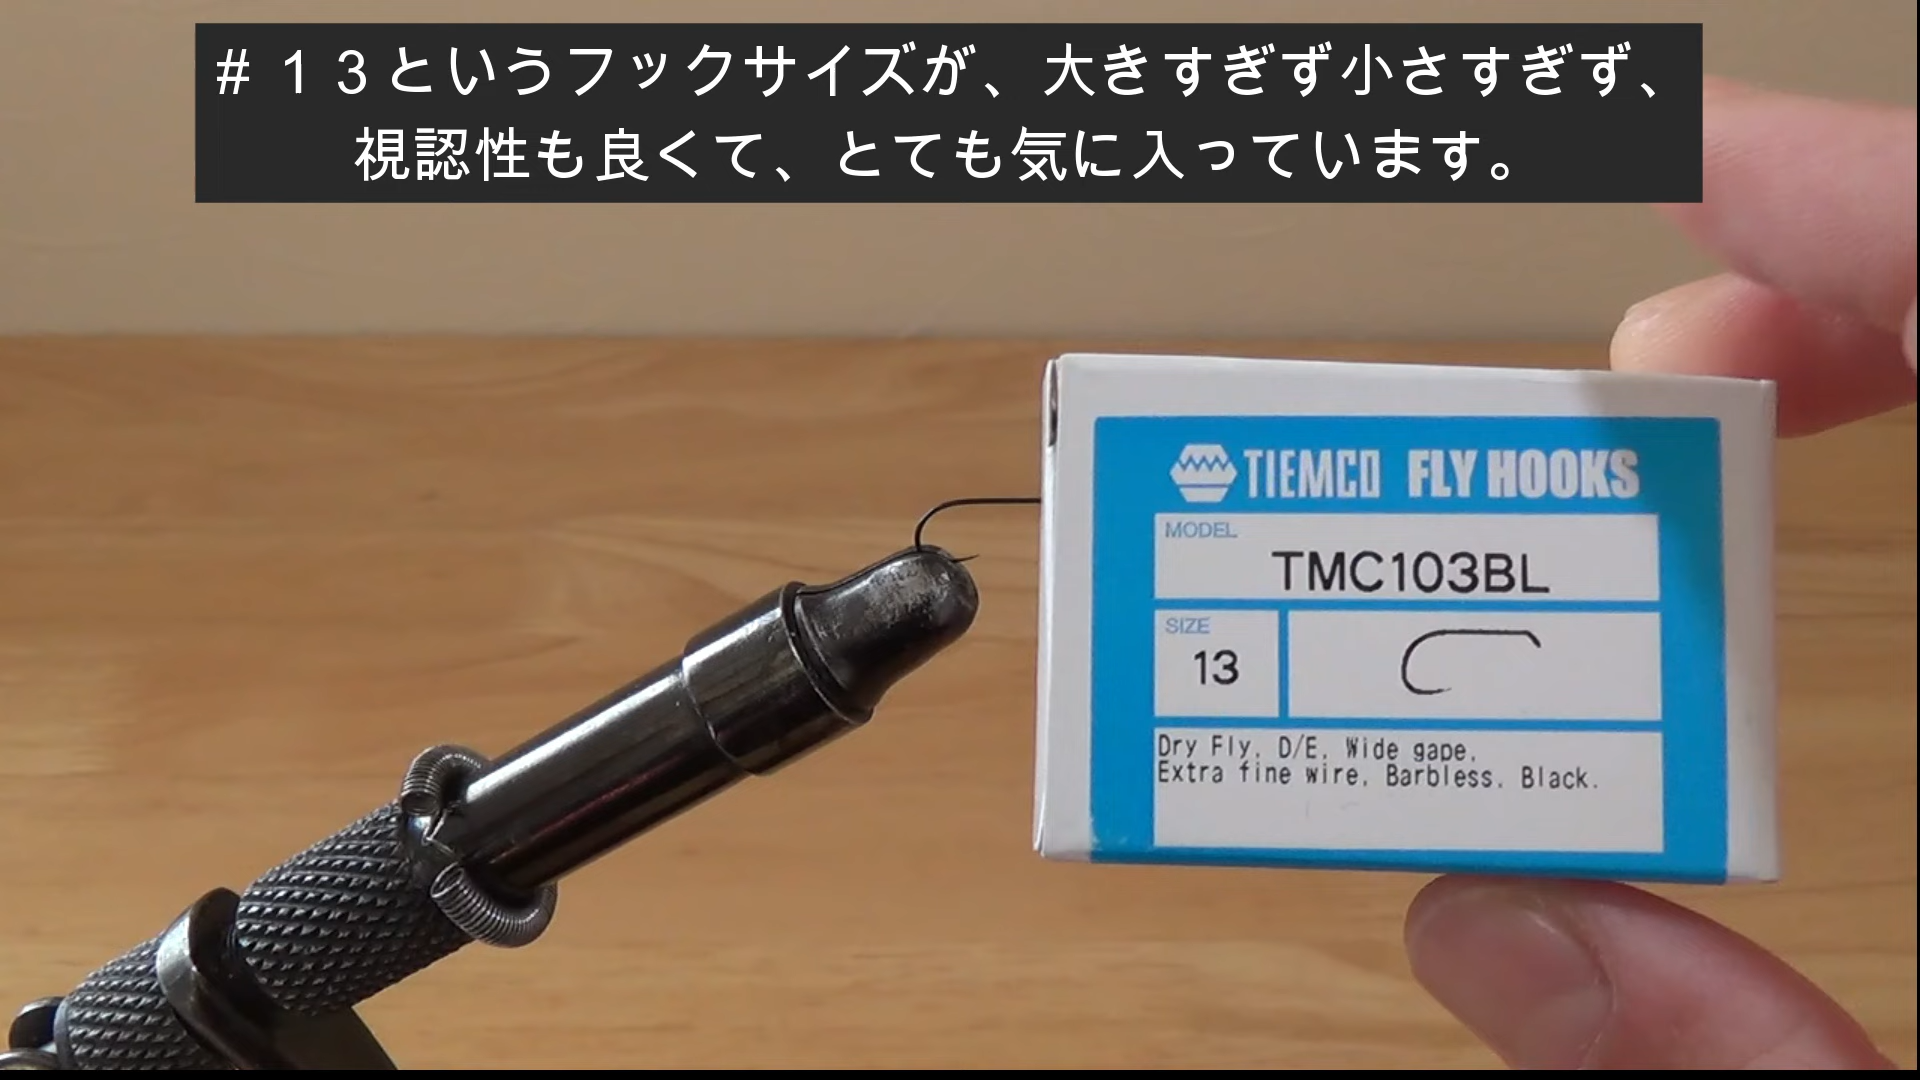 ＃１３というフックサイズが、大きすぎず小さすぎず、
視認性も良くて、とても気に入っています。
TIEMCO FLY HOOKS
MODEL
TMC103BL
SIZE
13
Dry Fly, D/E, Wide gape,
Extra fine wire, Barbless, Black.